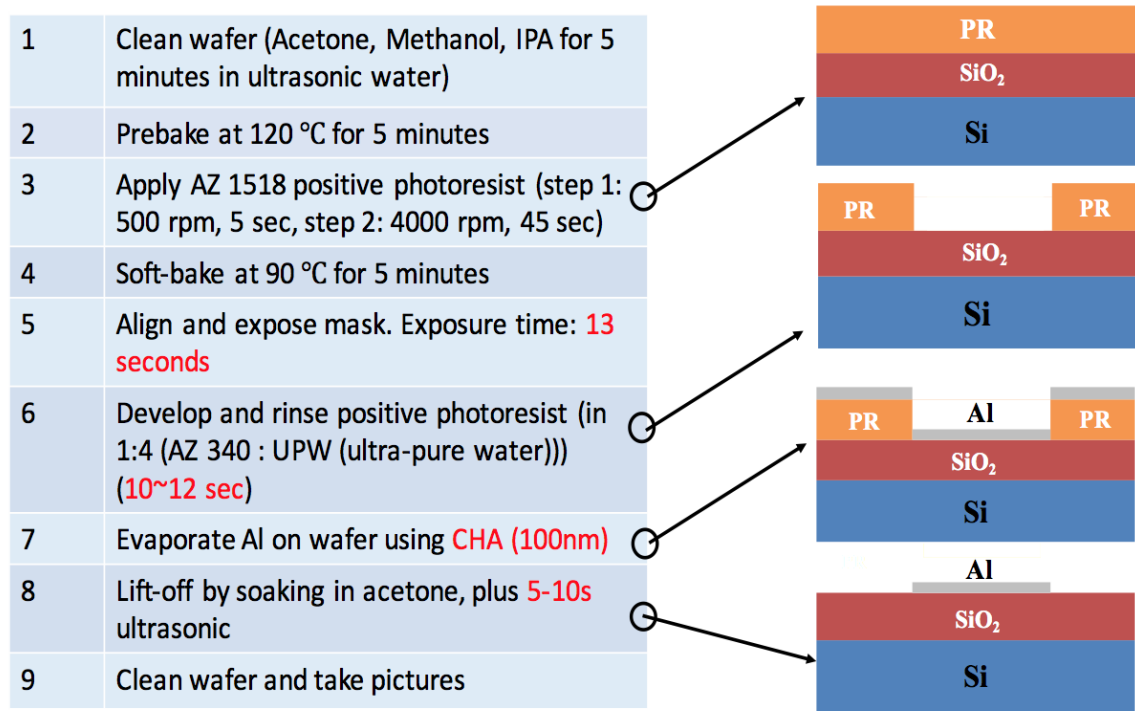 1 Clean wafer (Acetone, Methanol, IPA for 5
minutes in ultrasonic water)
2 Prebake at 120 ℃ for 5 minutes
3 Apply AZ 1518 positive photoresist (step 1:
500 rpm, 5 sec, step 2: 4000 rpm, 45 sec)
4 Soft-bake at 90 ℃ for 5 minutes
5 Align and expose mask. Exposure time: 13
seconds
6 Develop and rinse positive photoresist (in
1:4 (AZ 340 : UPW (ultra-pure water)))
(10~12 sec)
7 Evaporate Al on wafer using CHA (100nm)
8 Lift-off by soaking in acetone, plus 5-10s
ultrasonic
9 Clean wafer and take pictures
PR
SiO₂
Si
PR PR
SiO₂
Si
Al
PR PR
SiO₂
Si
Al
SiO₂
Si